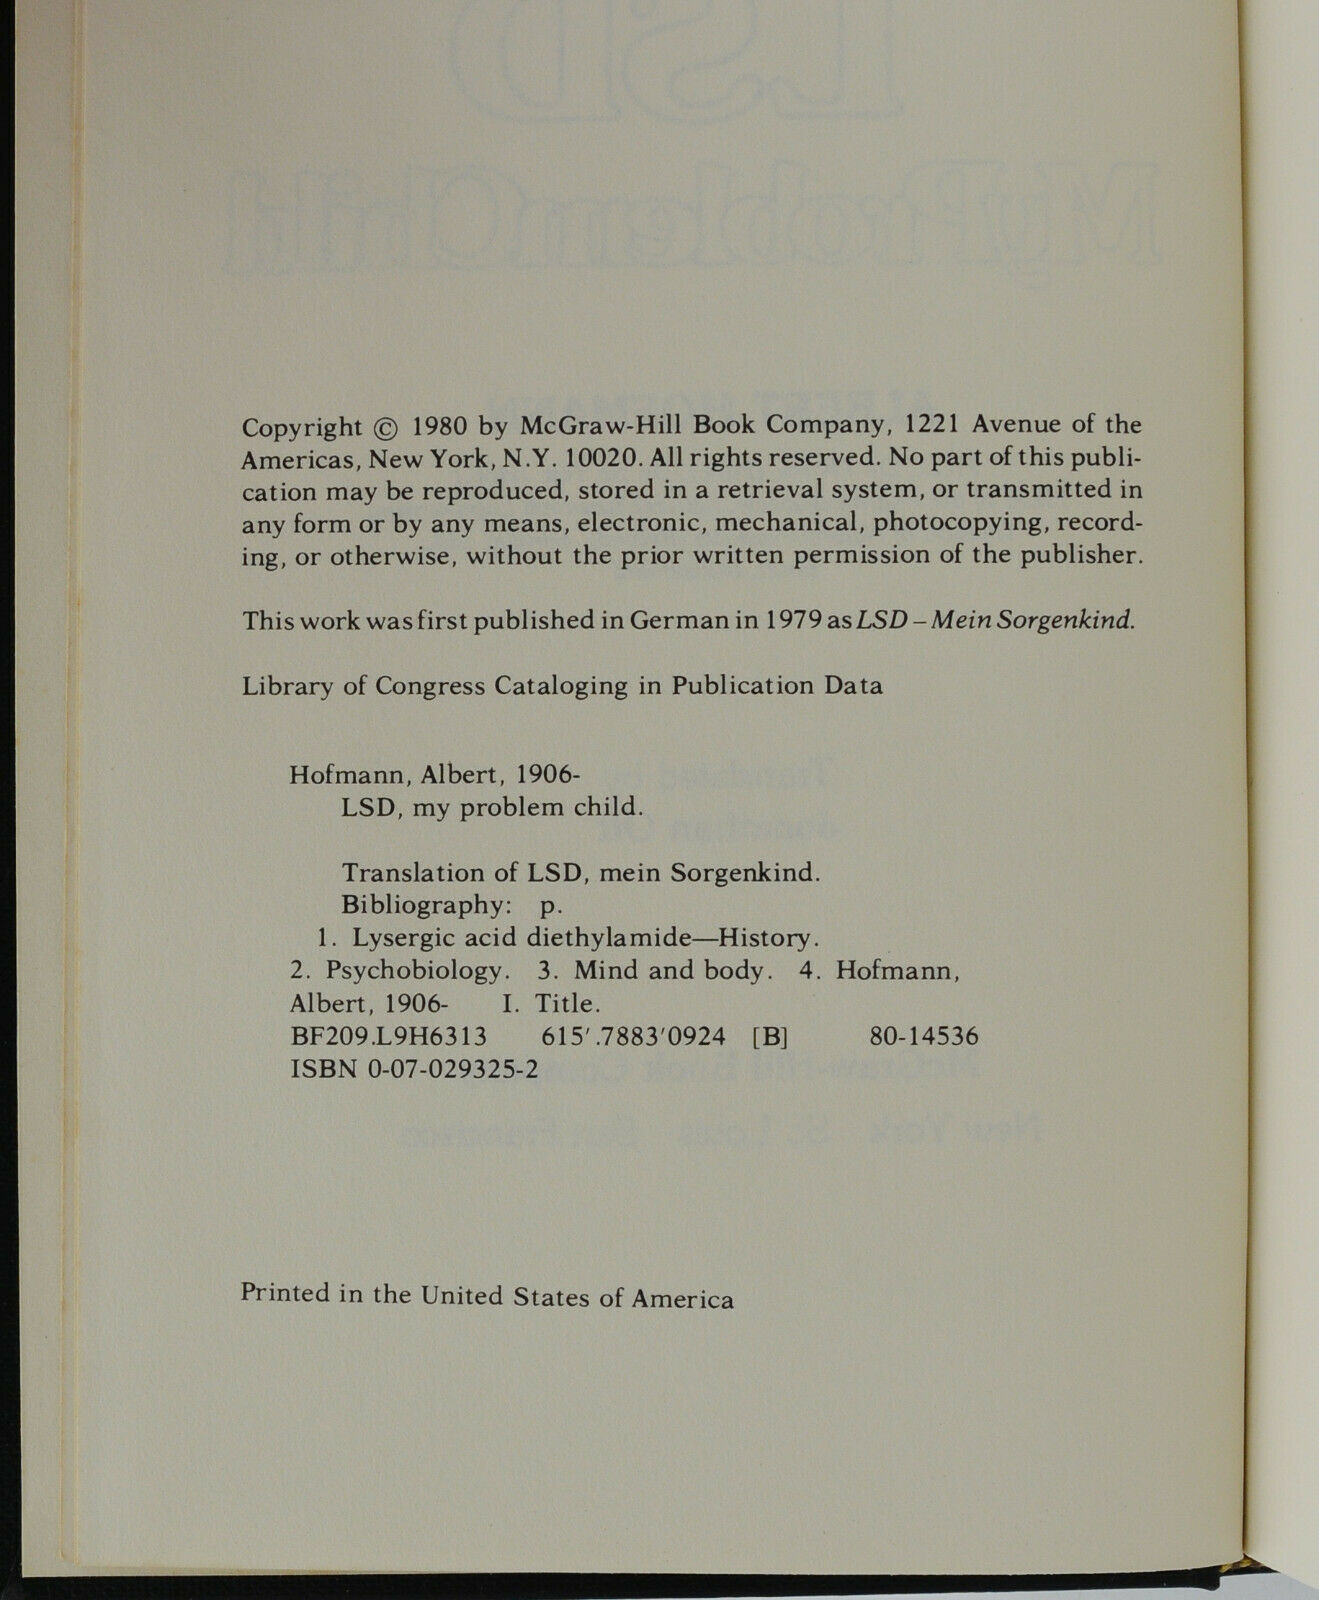 Copyright © 1980 by McGraw-Hill Book Company, 1221 Avenue of the
Americas, New York, N.Y. 10020. All rights reserved. No part of this publi-
cation may be reproduced, stored in a retrieval system, or transmitted in
any form or by any means, electronic, mechanical, photocopying, record-
ing, or otherwise, without the prior written permission of the publisher.
This work was first published in German in 1979 as LSD – Mein Sorgenkind.
Library of Congress Cataloging in Publication Data
Hofmann, Albert, 1906-
LSD, my problem child.
Translation of LSD, mein Sorgenkind.
Bibliography: p.
1. Lysergic acid diethylamide—History.
2. Psychobiology. 3. Mind and body. 4. Hofmann,
Albert, 1906- I. Title.
BF209.L9H6313 615'.7883'0924 [B] 80-14536
ISBN 0-07-029325-2
Printed in the United States of America